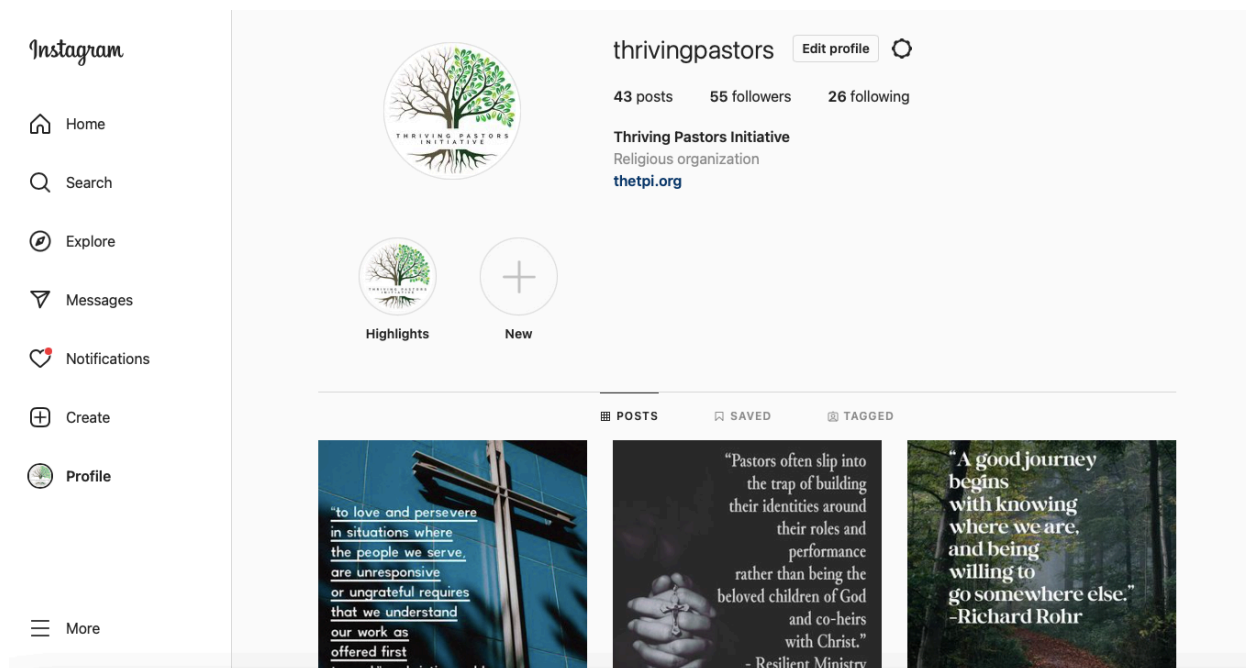 Instagram
Home
Search
Explore
Messages
Notifications
Create
Profile
More
THRIVING PASTORS
INITIATIVE
thrivingpastors Edit profile
43 posts 55 followers 26 following
Thriving Pastors Initiative
Religious organization
thetpi.org
THRIVING PASTORS
INITIATIVE
Highlights
New
POSTS SAVED TAGGED
"to love and persevere
in situations where
the people we serve,
are unresponsive
or ungrateful requires
that we understand
our work as
offered first
“Pastors often slip into
the trap of building
their identities around
their roles and
performance
rather than being the
beloved children of God
and co-heirs
with Christ.”
- Resilient Ministry
“A good journey
begins
with knowing
where we are,
and being
willing to
go somewhere else.”
-Richard Rohr